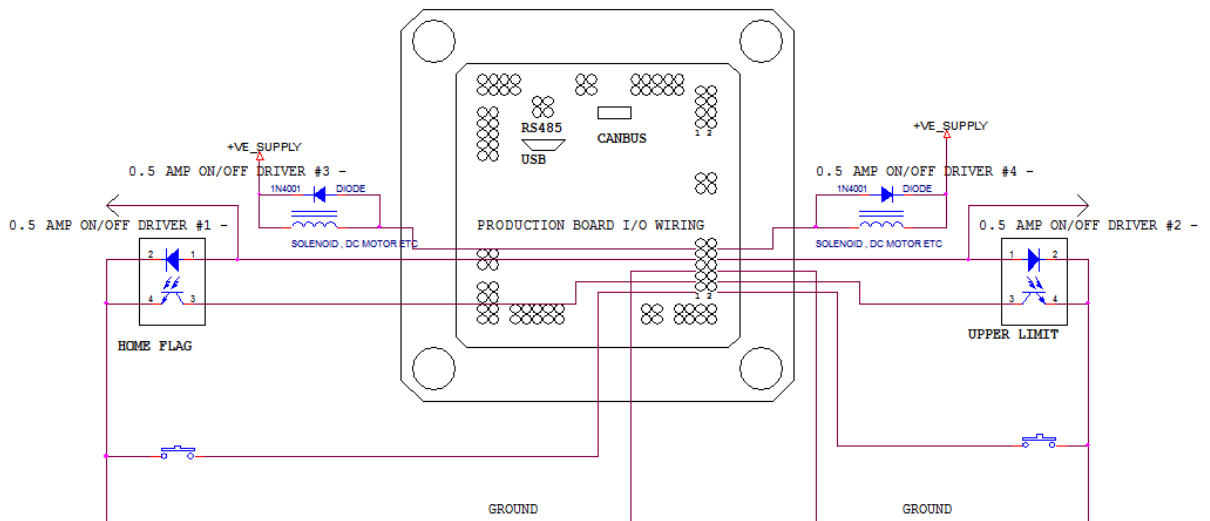 RS485
CANBUS
USB
1 2
+VE_SUPPLY
+VE_SUPPLY
0.5 AMP ON/OFF DRIVER #3 -
0.5 AMP ON/OFF DRIVER #4 -
1N4001 DIODE
1N4001 DIODE
0.5 AMP ON/OFF DRIVER #1 -
PRODUCTION BOARD I/O WIRING
0.5 AMP ON/OFF DRIVER #2 -
SOLENOID , DC MOTOR ETC
SOLENOID , DC MOTOR ETC
2 1
1 2
4 3
1 2
3 4
HOME FLAG
UPPER LIMIT
GROUND
GROUND